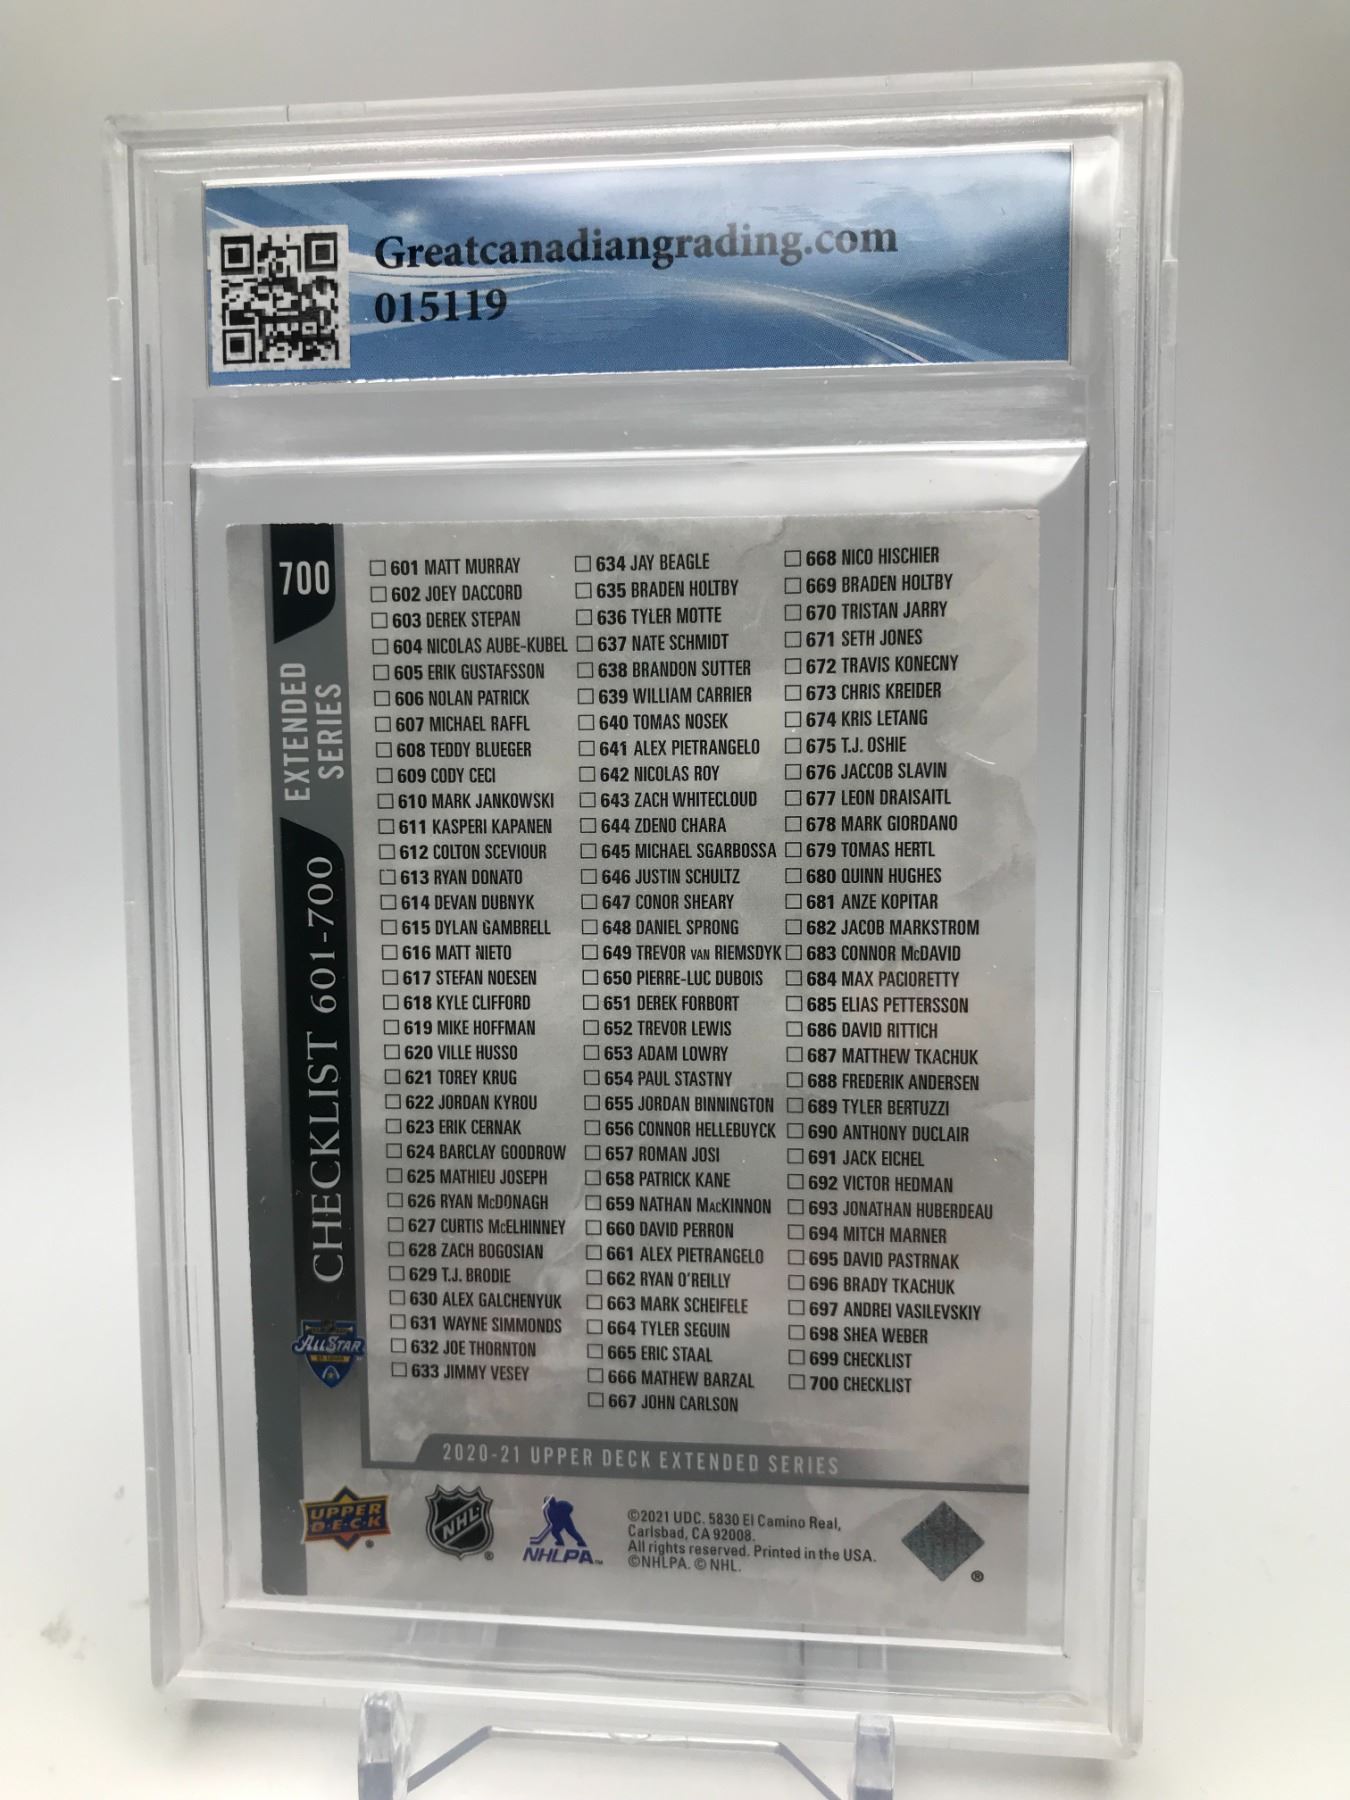 Greatcanadiangrading.com
015119
700
EXTENDED
SERIES
CHECKLIST 601-700
601 MATT MURRAY
602 JOEY DACCORD
603 DEREK STEPAN
604 NICOLAS AUBE-KUBEL
605 ERIK GUSTAFSSON
606 NOLAN PATRICK
607 MICHAEL RAFFL
608 TEDDY BLUEGER
609 CODY CECI
610 MARK JANKOWSKI
611 KASPERI KAPANEN
612 COLTON SCEVIOUR
613 RYAN DONATO
614 DEVAN DUBNYK
615 DYLAN GAMBRELL
616 MATT NIETO
617 STEFAN NOESEN
618 KYLE CLIFFORD
619 MIKE HOFFMAN
620 VILLE HUSSO
621 TOREY KRUG
622 JORDAN KYROU
623 ERIK CERNAK
624 BARCLAY GOODROW
625 MATHIEU JOSEPH
626 RYAN McDONAGH
627 CURTIS McELHINNEY
628 ZACH BOGOSIAN
629 T.J. BRODIE
630 ALEX GALCHENYUK
631 WAYNE SIMMONDS
632 JOE THORNTON
633 JIMMY VESEY
634 JAY BEAGLE
635 BRADEN HOLTBY
636 TYLER MOTTE
637 NATE SCHMIDT
638 BRANDON SUTTER
639 WILLIAM CARRIER
640 TOMAS NOSEK
641 ALEX PIETRANGELO
642 NICOLAS ROY
643 ZACH WHITECLOUD
644 ZDENO CHARA
645 MICHAEL SGARBOSSA
646 JUSTIN SCHULTZ
647 CONOR SHEARY
648 DANIEL SPRONG
649 TREVOR VAN RIEMSDYK
650 PIERRE-LUC DUBOIS
651 DEREK FORBORT
652 TREVOR LEWIS
653 ADAM LOWRY
654 PAUL STASTNY
655 JORDAN BINNINGTON
656 CONNOR HELLEBUYCK
657 ROMAN JOSI
658 PATRICK KANE
659 NATHAN MACKINNON
660 DAVID PERRON
661 ALEX PIETRANGELO
662 RYAN O'REILLY
663 MARK SCHEIFELE
664 TYLER SEGUIN
665 ERIC STAAL
666 MATHEW BARZAL
667 JOHN CARLSON
668 NICO HISCHIER
669 BRADEN HOLTBY
670 TRISTAN JARRY
671 SETH JONES
672 TRAVIS KONECNY
673 CHRIS KREIDER
674 KRIS LETANG
675 T.J. OSHIE
676 JACCOB SLAVIN
677 LEON DRAISAITL
678 MARK GIORDANO
679 TOMAS HERTL
680 QUINN HUGHES
681 ANZE KOPITAR
682 JACOB MARKSTROM
683 CONNOR McDAVID
684 MAX PACIORETTY
685 ELIAS PETTERSSON
686 DAVID RITTICH
687 MATTHEW TKACHUK
688 FREDERIK ANDERSEN
689 TYLER BERTUZZI
690 ANTHONY DUCLAIR
691 JACK EICHEL
692 VICTOR HEDMAN
693 JONATHAN HUBERDEAU
694 MITCH MARNER
695 DAVID PASTRNAK
696 BRADY TKACHUK
697 ANDREI VASILEVSKIY
698 SHEA WEBER
699 CHECKLIST
700 CHECKLIST
ALL STAR
2020-21 UPPER DECK EXTENDED SERIES
UPPER
D·E·C·K
®
NHL
®
NHLPA™
©2021 UDC. 5830 El Camino Real,
Carlsbad, CA 92008.
All rights reserved. Printed in the USA.
©NHLPA. © NHL.
®